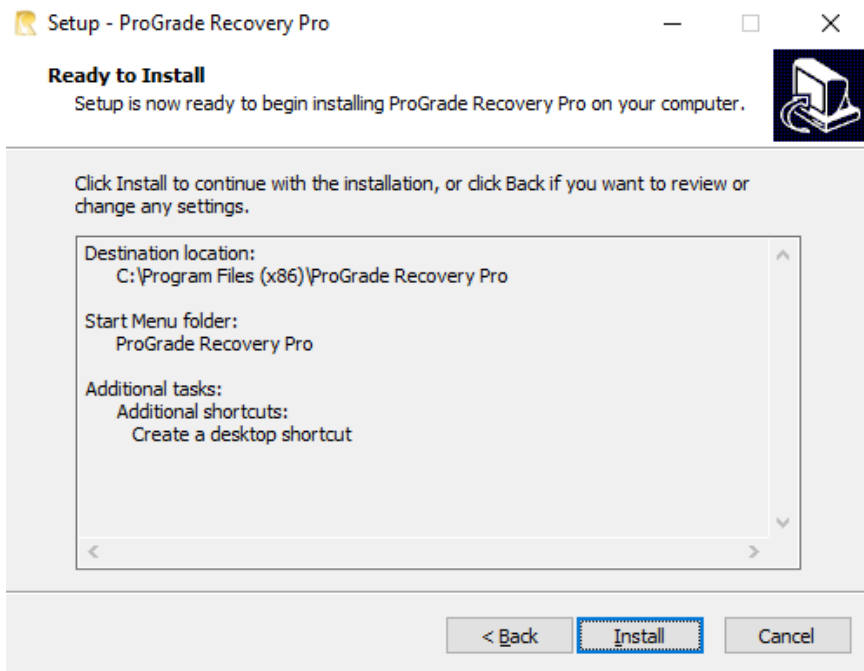 Setup - ProGrade Recovery Pro
Ready to Install
Setup is now ready to begin installing ProGrade Recovery Pro on your computer.
Click Install to continue with the installation, or click Back if you want to review or
change any settings.
Destination location:
C:\Program Files (x86)\ProGrade Recovery Pro
Start Menu folder:
ProGrade Recovery Pro
Additional tasks:
Additional shortcuts:
Create a desktop shortcut
< Back Install Cancel